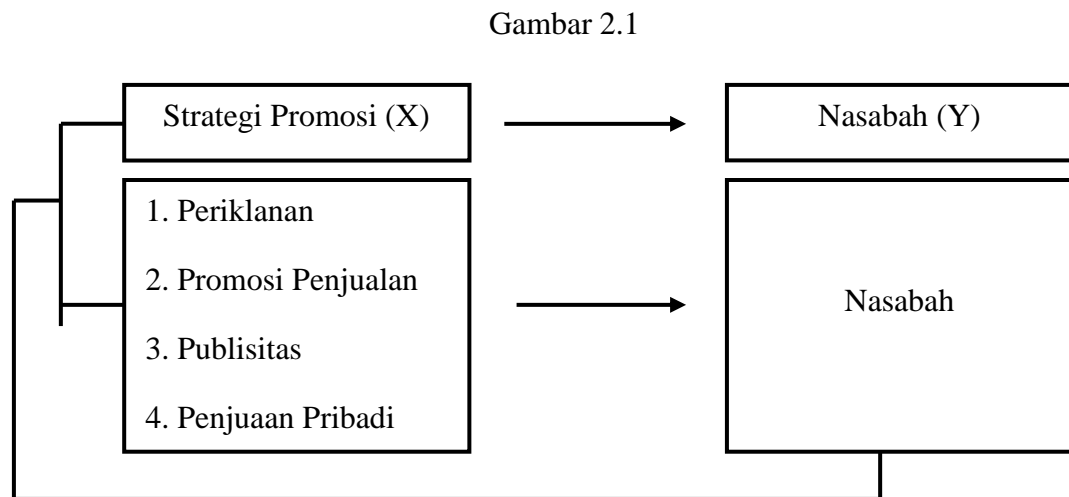 Gambar 2.1
Strategi Promosi (X)
Nasabah (Y)
1. Periklanan
2. Promosi Penjualan
3. Publisitas
4. Penjuaan Pribadi
Nasabah